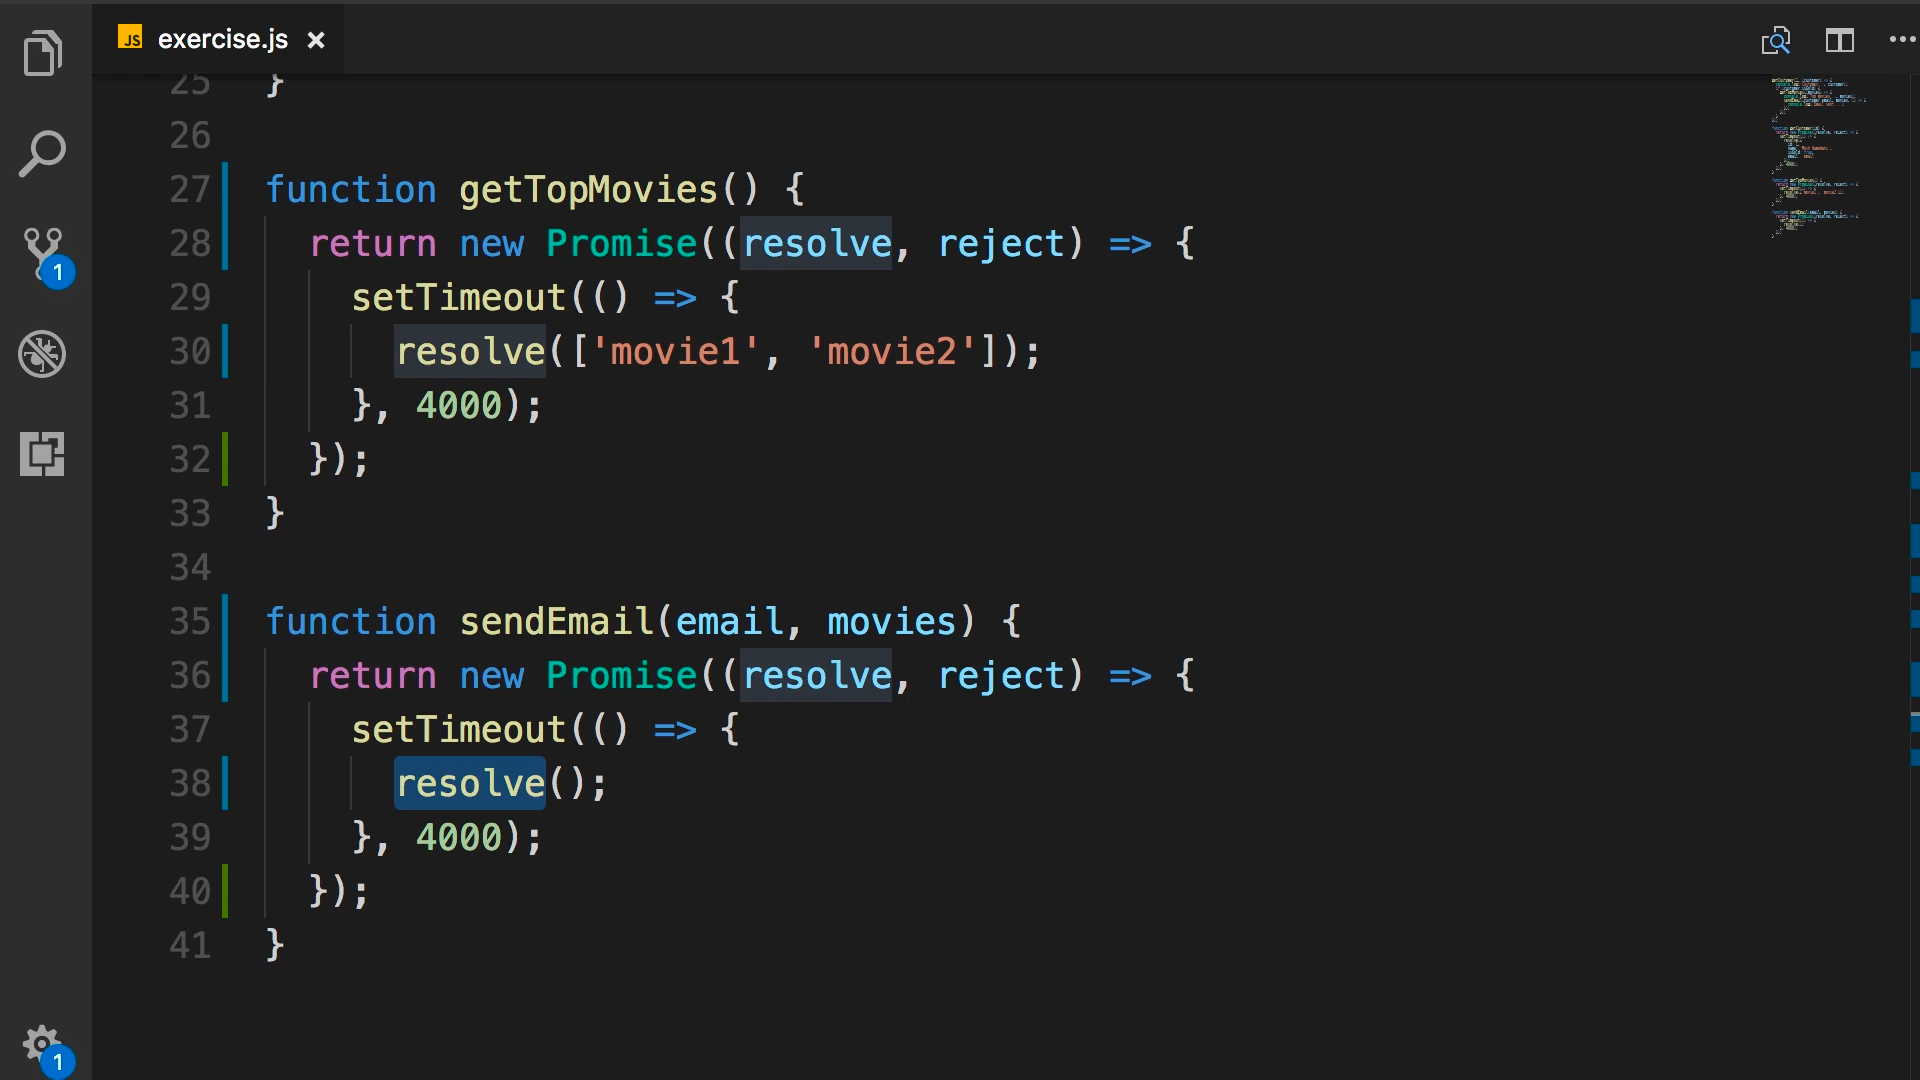 JS exercise.js ×
25 }
26
27 function getTopMovies() {
28 return new Promise((resolve, reject) => {
29 setTimeout(() => {
30 resolve(['movie1', 'movie2']);
31 }, 4000);
32 });
33 }
34
35 function sendEmail(email, movies) {
36 return new Promise((resolve, reject) => {
37 setTimeout(() => {
38 resolve();
39 }, 4000);
40 });
41 }
1
1